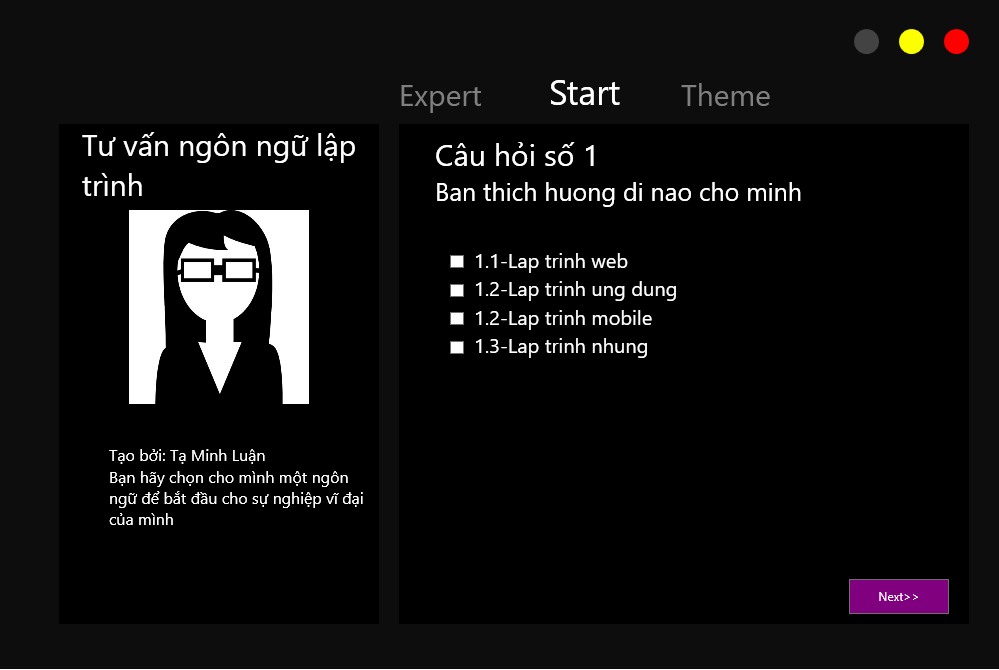 Expert Start Theme
Tư vấn ngôn ngữ lập
trình
Tạo bởi: Tạ Minh Luận
Bạn hãy chọn cho mình một ngôn
ngữ để bắt đầu cho sự nghiệp vĩ đại
của mình
Câu hỏi số 1
Ban thich huong di nao cho minh
1.1-Lap trinh web
1.2-Lap trinh ung dung
1.2-Lap trinh mobile
1.3-Lap trinh nhung
Next>>